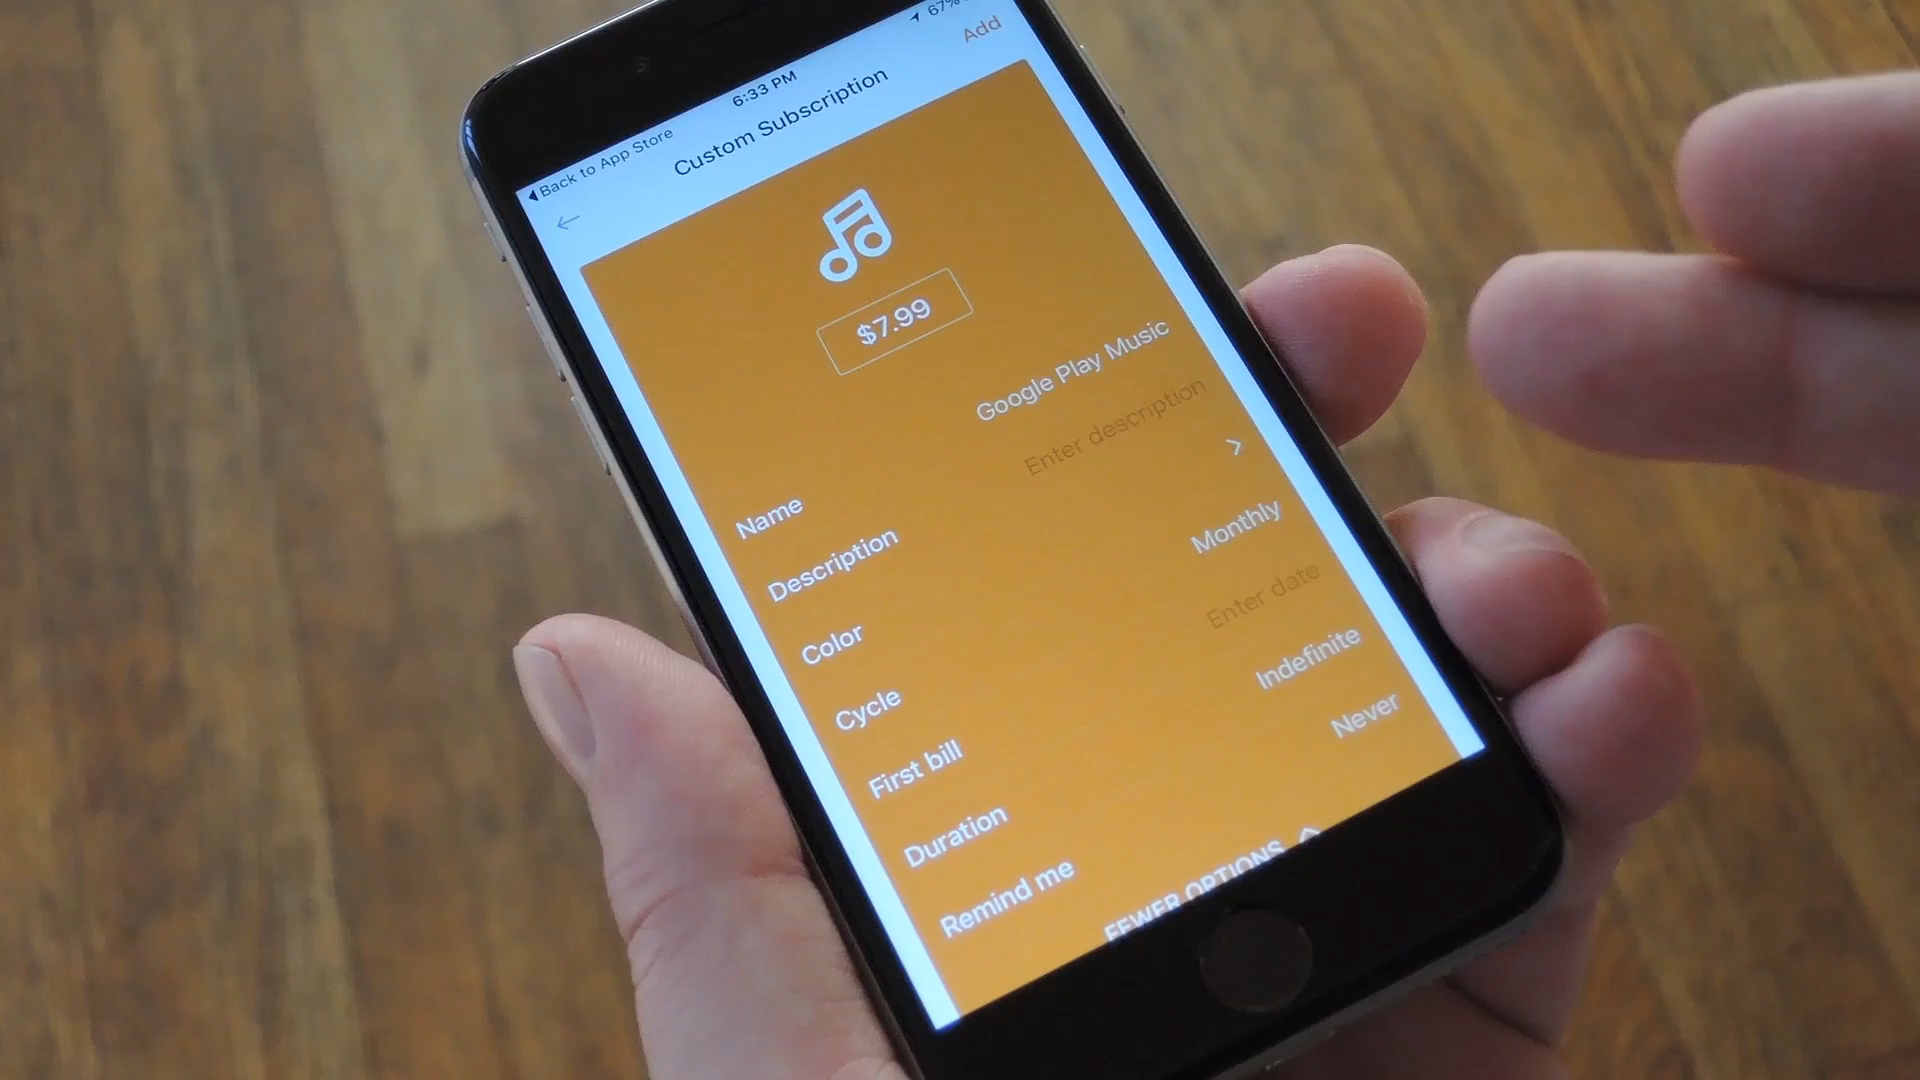 67%
◀Back to App Store
6:33 PM
Add
← Custom Subscription
$7.99
Name Google Play Music
Description Enter description
Color >
Cycle Monthly
First bill Enter date
Duration Indefinite
Remind me Never
FEWER OPTIONS